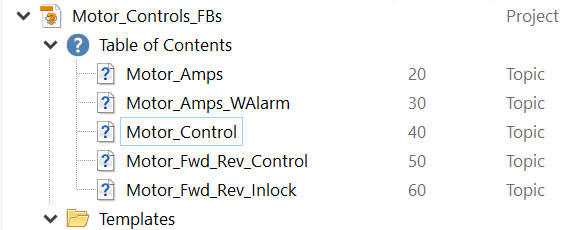 Motor_Controls_FBs Project
Table of Contents
Motor_Amps 20 Topic
Motor_Amps_WAlarm 30 Topic
Motor_Control 40 Topic
Motor_Fwd_Rev_Control 50 Topic
Motor_Fwd_Rev_Inlock 60 Topic
Templates